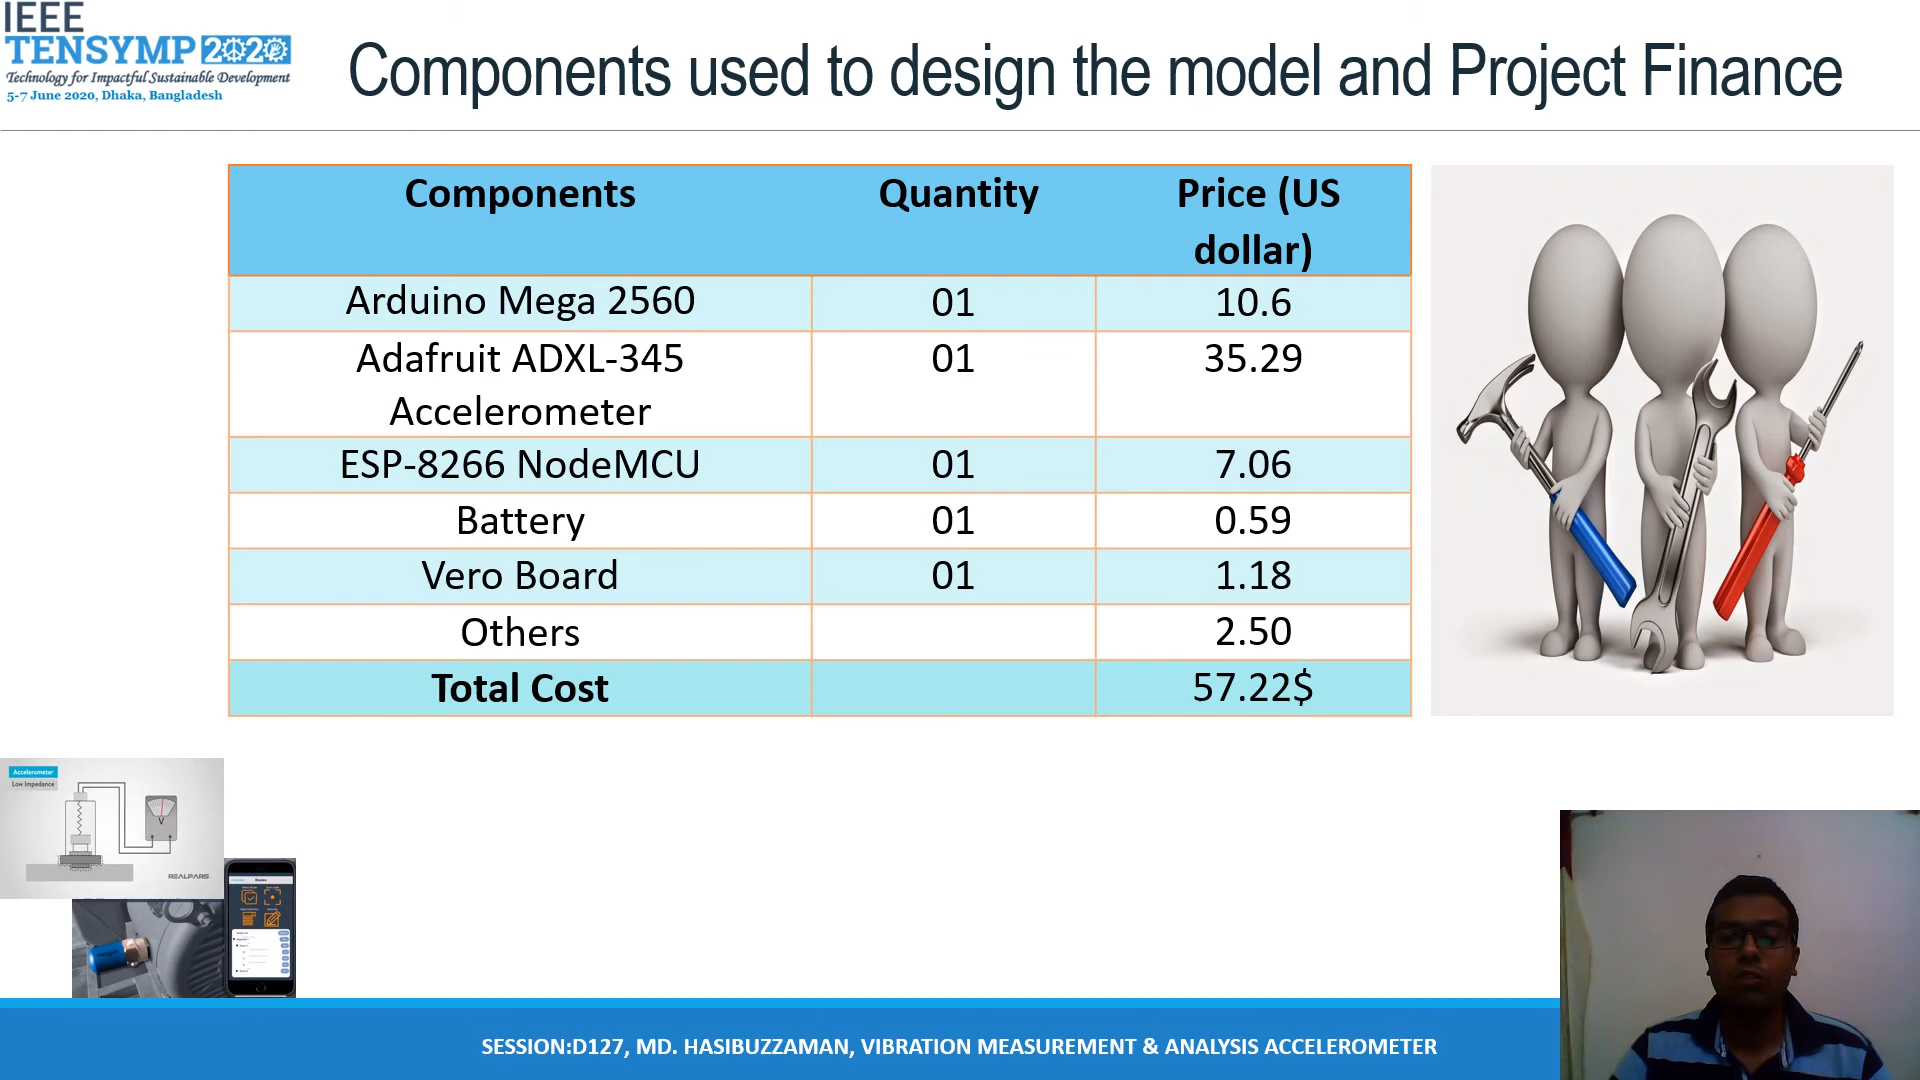 IEEE
TENSYMP 2020
Technology for Impactful Sustainable Development
5-7 June 2020, Dhaka, Bangladesh
Components used to design the model and Project Finance
Components Quantity Price (US
dollar)
Arduino Mega 2560 01 10.6
Adafruit ADXL-345 01 35.29
Accelerometer
ESP-8266 NodeMCU 01 7.06
Battery 01 0.59
Vero Board 01 1.18
Others 2.50
Total Cost 57.22$
Accelerometer
Low Impedance
V
REALPARS
SESSION:D127, MD. HASIBUZZAMAN, VIBRATION MEASUREMENT & ANALYSIS ACCELEROMETER